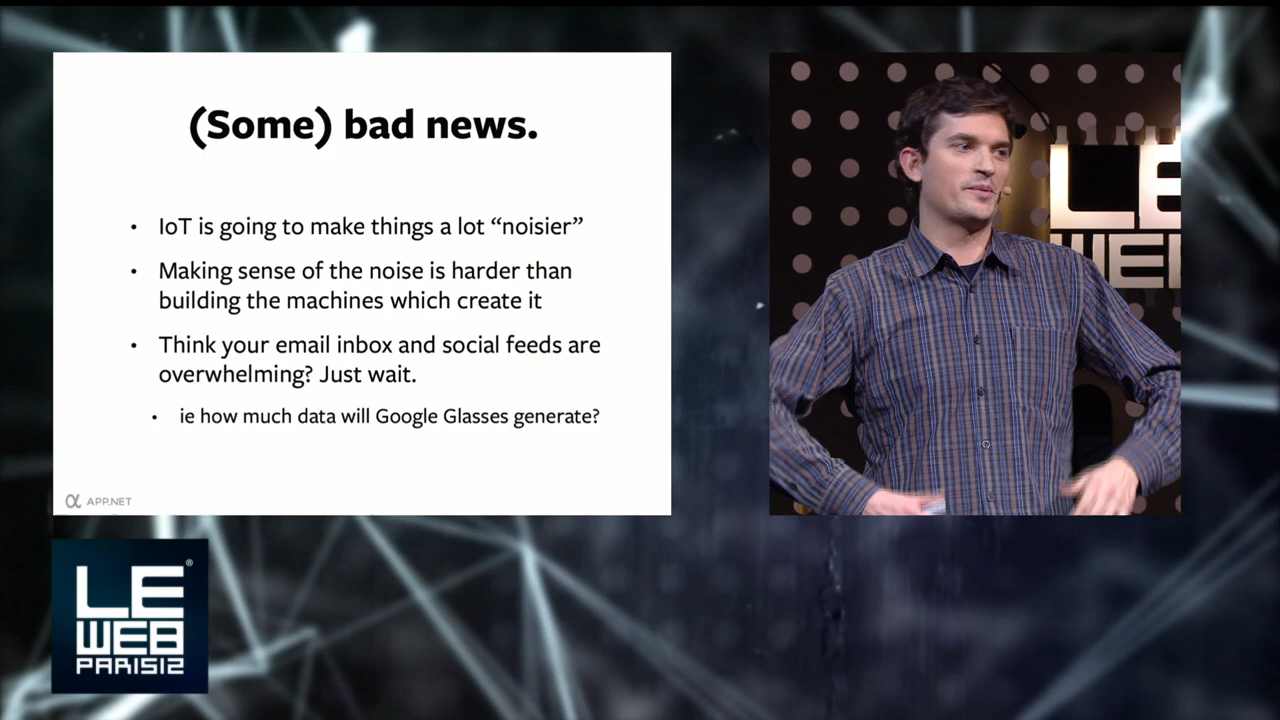 (Some) bad news.
• IoT is going to make things a lot “noisier”
• Making sense of the noise is harder than
building the machines which create it
• Think your email inbox and social feeds are
overwhelming? Just wait.
• ie how much data will Google Glasses generate?
α APP.NET
LE
WEB
LE®
WEB
PARIS12